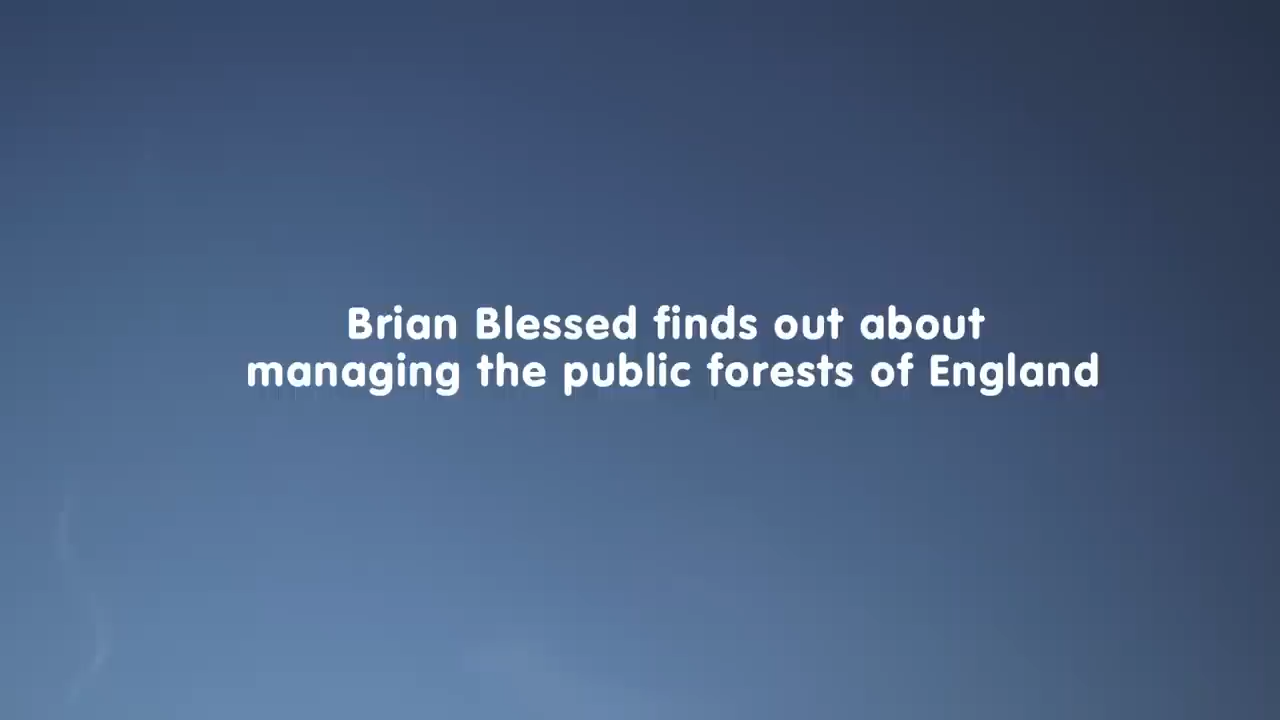 Brian Blessed finds out about
managing the public forests of England